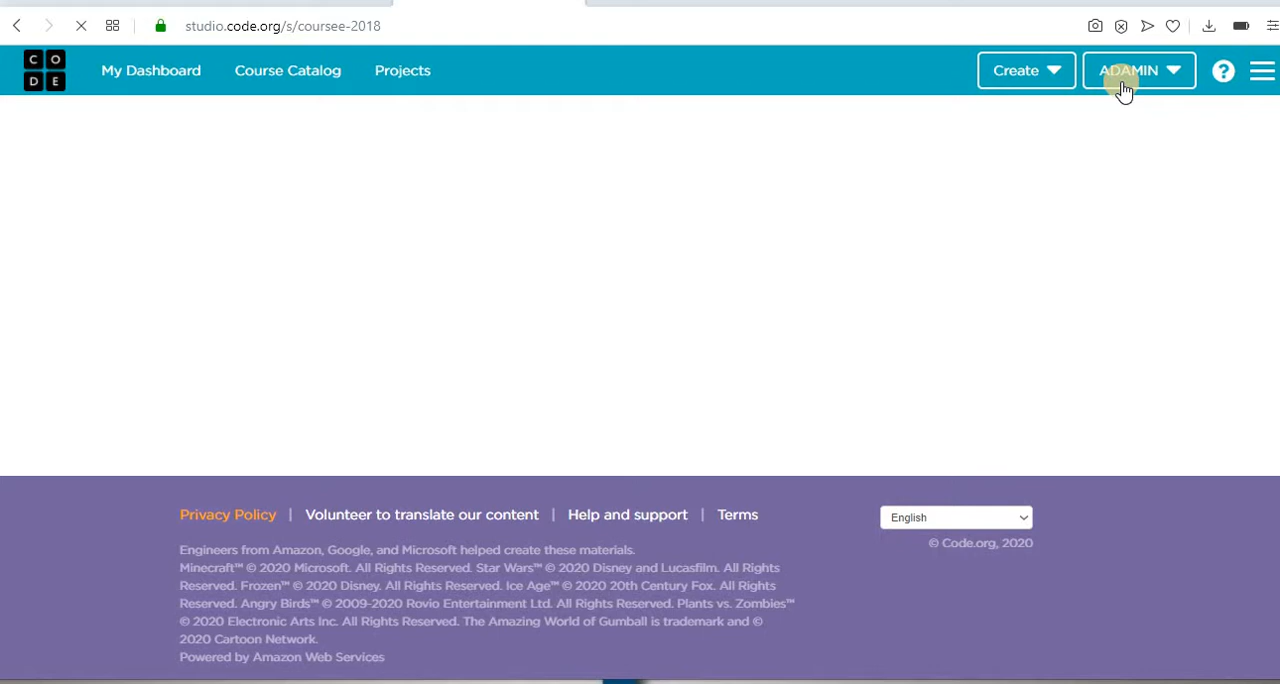 studio.code.org/s/coursee-2018
C O
D E
My Dashboard Course Catalog Projects Create ADAMIN ?
Privacy Policy | Volunteer to translate our content | Help and support | Terms English
© Code.org, 2020
Engineers from Amazon, Google, and Microsoft helped create these materials.
Minecraft™ © 2020 Microsoft. All Rights Reserved. Star Wars™ © 2020 Disney and Lucasfilm. All Rights
Reserved. Frozen™ © 2020 Disney. All Rights Reserved. Ice Age™ © 2020 20th Century Fox. All Rights
Reserved. Angry Birds™ © 2009-2020 Rovio Entertainment Ltd. All Rights Reserved. Plants vs. Zombies™
© 2020 Electronic Arts Inc. All Rights Reserved. The Amazing World of Gumball is trademark and ©
2020 Cartoon Network.
Powered by Amazon Web Services